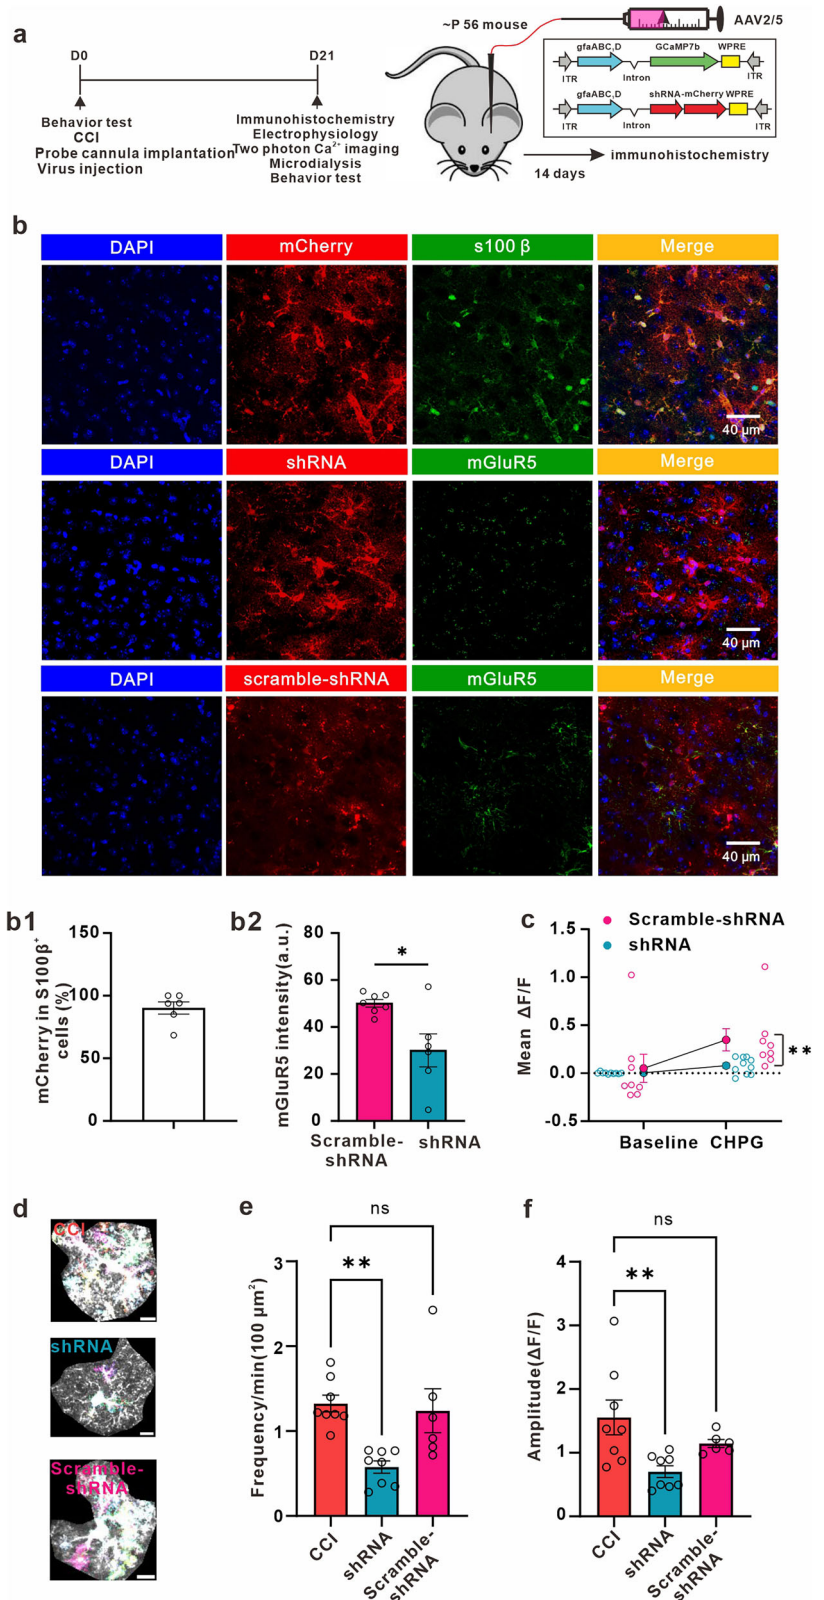 a
D0
D21
Behavior test
CCI
Probe cannula implantation
Virus injection
Immunohistochemistry
Electrophysiology
Two photon Ca²⁺ imaging
Microdialysis
Behavior test
~P 56 mouse
AAV2/5
gfaABC₁D
GCaMP7b
WPRE
ITR
Intron
ITR
gfaABC₁D
shRNA-mCherry
WPRE
ITR
Intron
ITR
14 days
immunohistochemistry
b
DAPI
mCherry
s100 β
Merge
40 μm
DAPI
shRNA
mGluR5
Merge
40 μm
DAPI
scramble-shRNA
mGluR5
Merge
40 μm
b1
mCherry in S100β⁺
cells (%)
150
100
50
0
b2
mGluR5 intensity(a.u.)
80
60
40
20
0
*
Scramble-
shRNA
shRNA
c
Mean ΔF/F
1.5
1.0
0.5
0.0
-0.5
Scramble-shRNA
shRNA
**
Baseline
CHPG
d
CCI
shRNA
Scramble-
shRNA
e
Frequency/min(100 μm²)
3
2
1
0
ns
**
CCI
shRNA
Scramble-
shRNA
f
Amplitude(ΔF/F)
4
3
2
1
0
ns
**
CCI
shRNA
Scramble-
shRNA